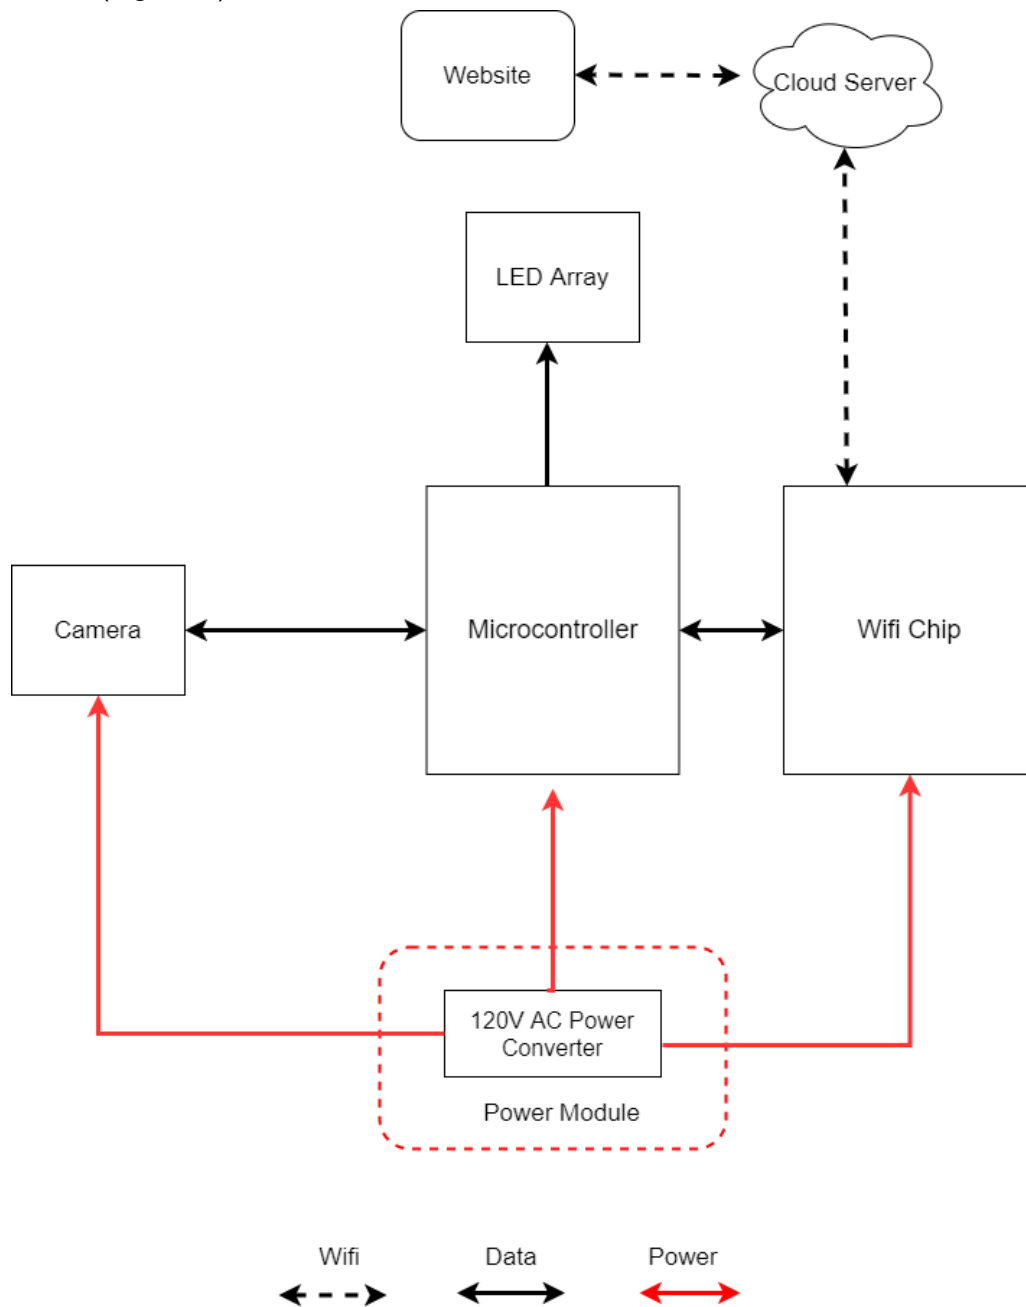 Website
Cloud Server
LED Array
Camera
Microcontroller
Wifi Chip
120V AC Power
Converter
Power Module
Wifi
Data
Power